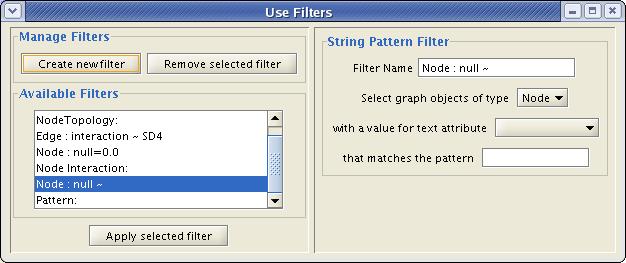 Use Filters
Manage Filters
Create new filter
Remove selected filter
Available Filters
NodeTopology:
Edge : interaction ~ SD4
Node : null=0.0
Node Interaction:
Node : null ~
Pattern:
Apply selected filter
String Pattern Filter
Filter Name Node : null ~
Select graph objects of type Node
with a value for text attribute
that matches the pattern